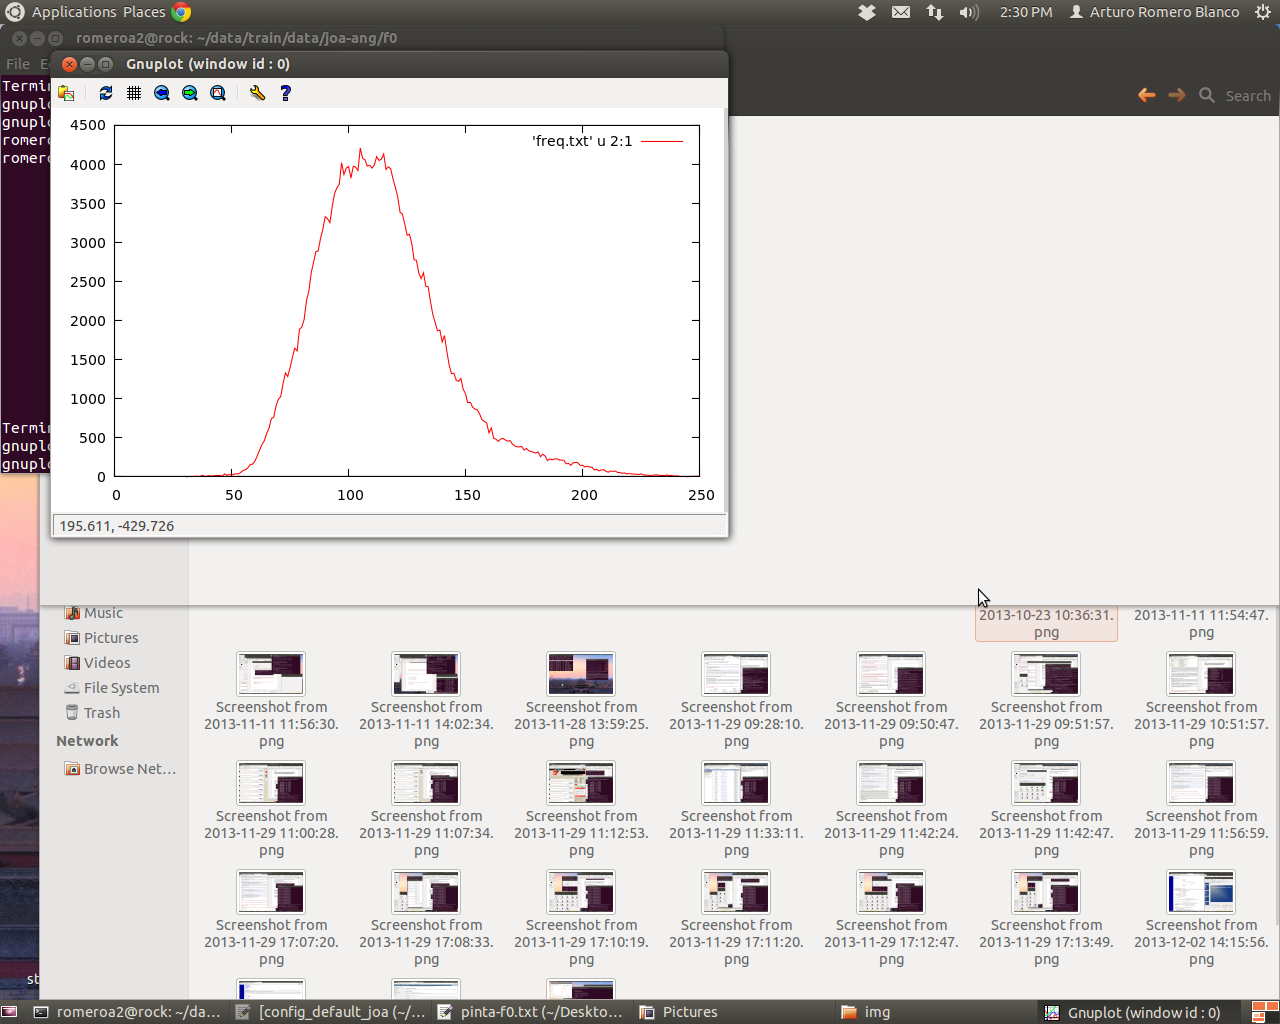 Applications Places 2:30 PM Arturo Romero Blanco
romeroa2@rock: ~/data/train/data/joa-ang/f0
File
Gnuplot (window id : 0)
Search
'freq.txt' u 2:1
4500
4000
3500
3000
2500
2000
1500
1000
500
0
0 50 100 150 200 250
195.611, -429.726
Music
Pictures
Videos
File System
Trash
Network
Browse Net...
2013-10-23 10:36:31. 2013-11-11 11:54:47.
png png
Screenshot from Screenshot from Screenshot from Screenshot from Screenshot from Screenshot from Screenshot from
2013-11-11 11:56:30. 2013-11-11 14:02:34. 2013-11-28 13:59:25. 2013-11-29 09:28:10. 2013-11-29 09:50:47. 2013-11-29 09:51:57. 2013-11-29 10:51:57.
png png png png png png png
Screenshot from Screenshot from Screenshot from Screenshot from Screenshot from Screenshot from Screenshot from
2013-11-29 11:00:28. 2013-11-29 11:07:34. 2013-11-29 11:12:53. 2013-11-29 11:33:11. 2013-11-29 11:42:24. 2013-11-29 11:42:47. 2013-11-29 11:56:59.
png png png png png png png
Screenshot from Screenshot from Screenshot from Screenshot from Screenshot from Screenshot from Screenshot from
2013-11-29 17:07:20. 2013-11-29 17:08:33. 2013-11-29 17:10:19. 2013-11-29 17:11:20. 2013-11-29 17:12:47. 2013-11-29 17:13:49. 2013-12-02 14:15:56.
png png png png png png png
romeroa2@rock: ~/da... [config_default_joa (~/... pinta-f0.txt (~/Deskto... Pictures img Gnuplot (window id : 0)